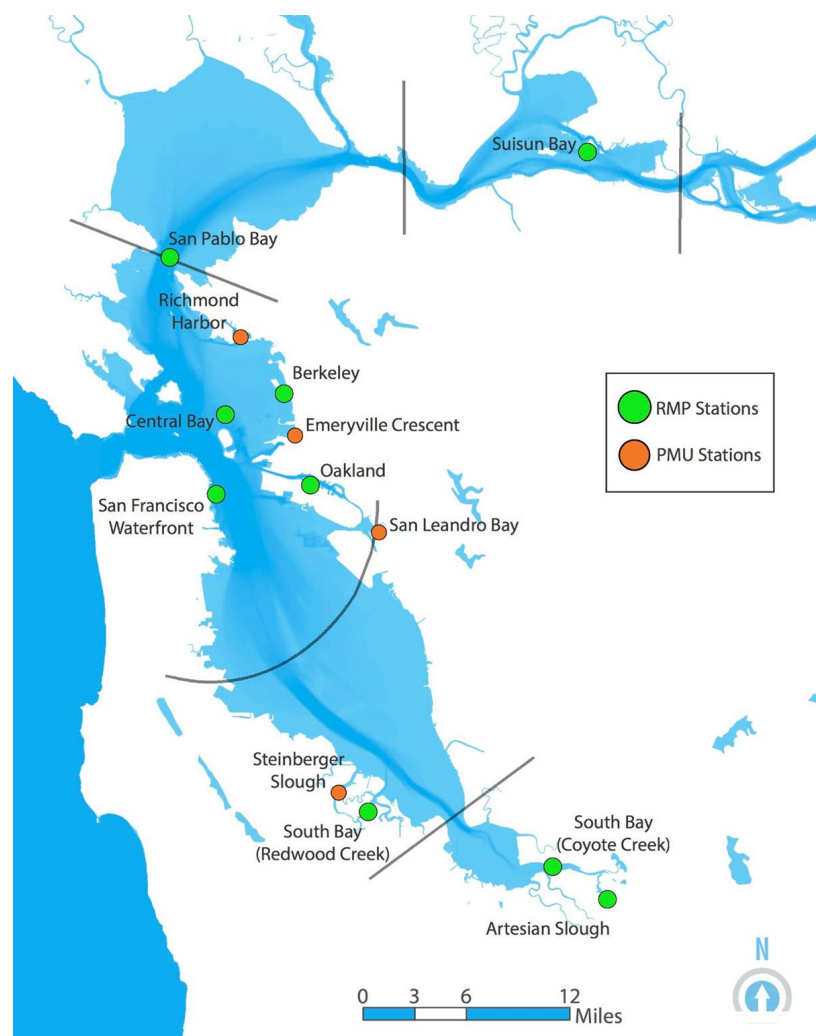 Suisun Bay
San Pablo Bay
Richmond
Harbor
Berkeley
Central Bay
Emeryville Crescent
RMP Stations
PMU Stations
Oakland
San Francisco
Waterfront
San Leandro Bay
Steinberger
Slough
South Bay
(Redwood Creek)
South Bay
(Coyote Creek)
Artesian Slough
N
0 3 6 12
Miles